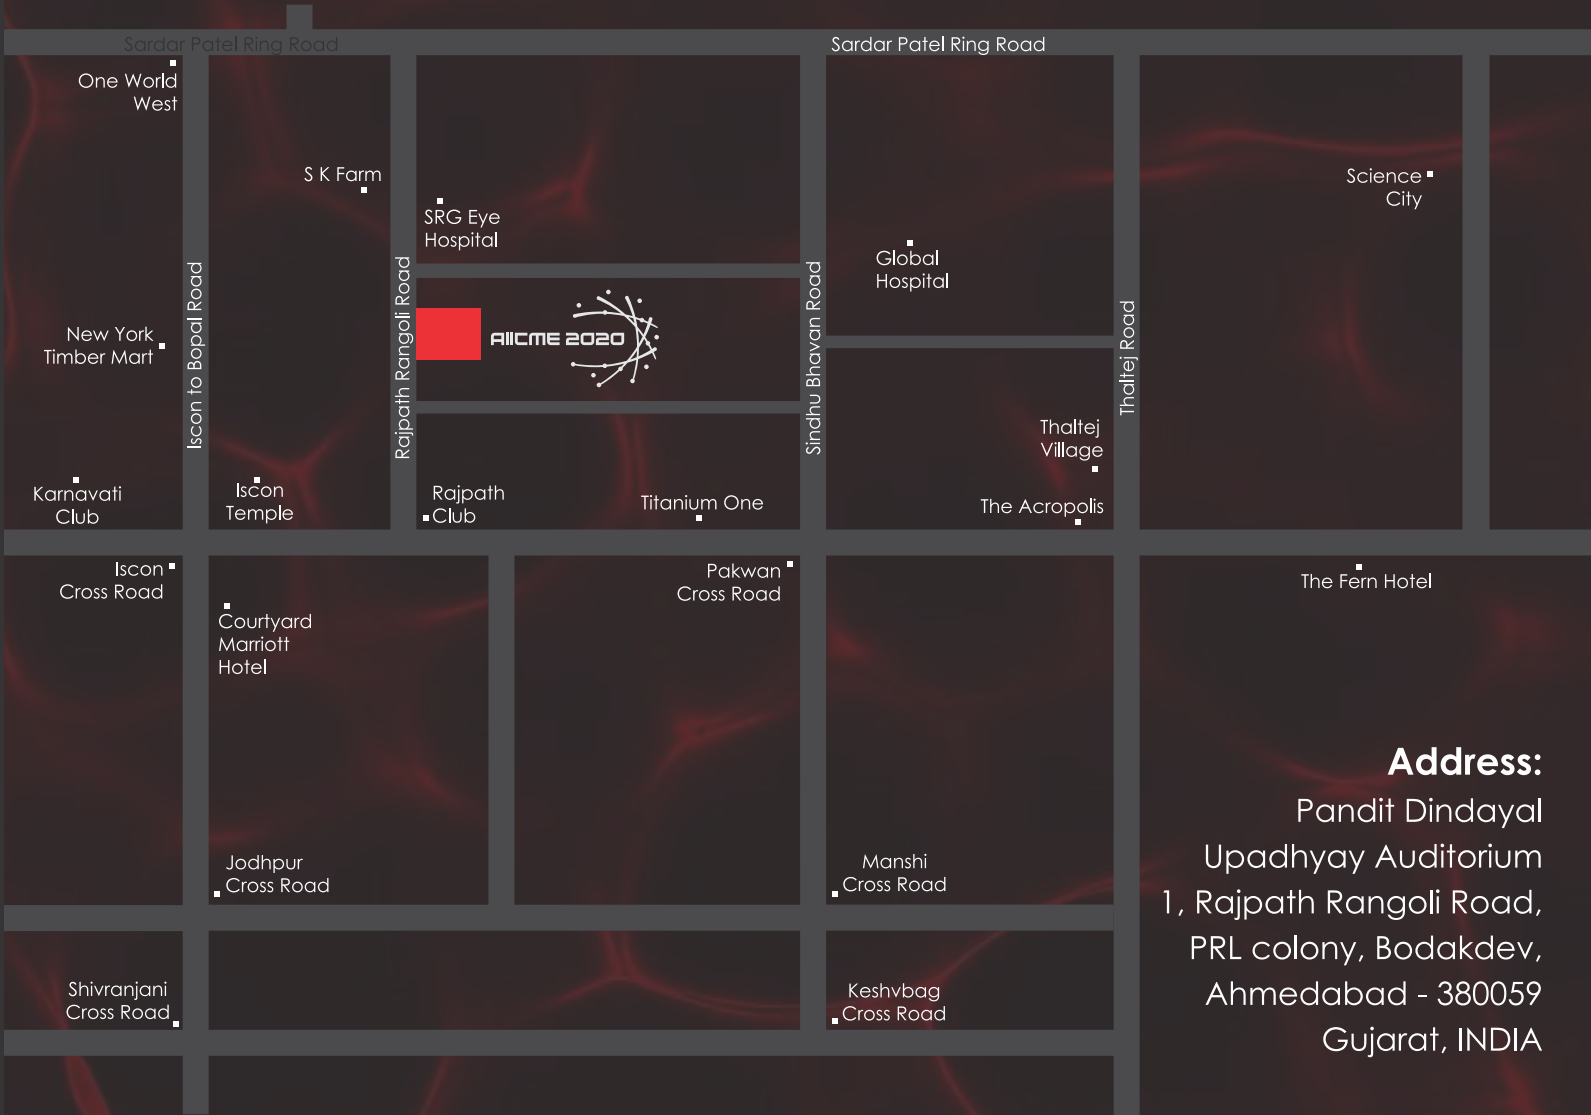 Sardar Patel Ring Road
Sardar Patel Ring Road
One World
West
S K Farm
SRG Eye
Hospital
Science
City
Global
Hospital
Iscon to Bopal Road
Rajpath Rangoli Road
Sindhu Bhavan Road
Thaltej Road
New York
Timber Mart
AIICME 2020
Thaltej
Village
Karnavati
Club
Iscon
Temple
Rajpath
Club
Titanium One
The Acropolis
Iscon
Cross Road
Courtyard
Marriott
Hotel
Pakwan
Cross Road
The Fern Hotel
Jodhpur
Cross Road
Manshi
Cross Road
Shivranjani
Cross Road
Keshvbag
Cross Road
Address:
Pandit Dindayal
Upadhyay Auditorium
1, Rajpath Rangoli Road,
PRL colony, Bodakdev,
Ahmedabad - 380059
Gujarat, INDIA